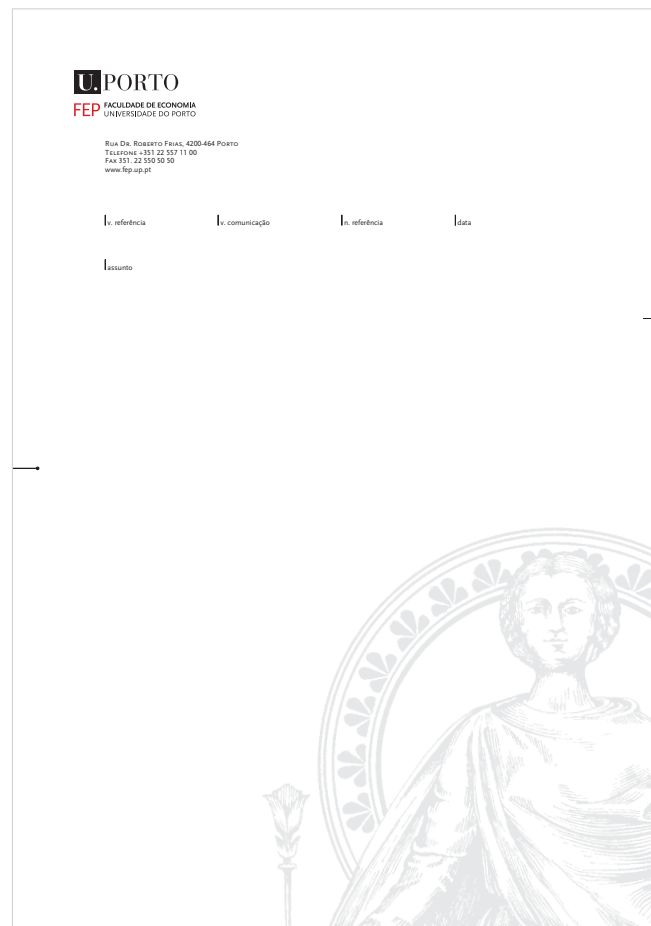 U. PORTO
FEP FACULDADE DE ECONOMIA
UNIVERSIDADE DO PORTO
RUA DR. ROBERTO FRIAS, 4200-464 PORTO
TELEFONE +351 22 557 11 00
FAX 351. 22 550 50 50
www.fep.up.pt
v. referência v. comunicação n. referência data
assunto